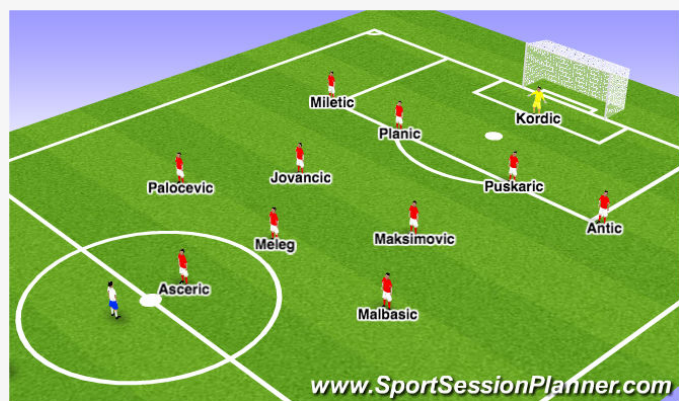 Miletic
Kordic
Planic
Jovancic
Palocevic
Puskaric
Antic
Meleg
Maksimovic
Asceric
Malbasic
www.SportSessionPlanner.com